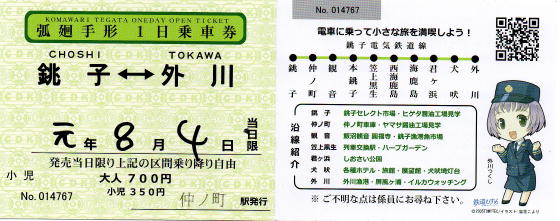 KOMAWARI TEGATA ONEDAY OPEN TICKET
弧廻手形 1日乗車券
CHOSHI TOKAWA
銚子↔外川
元年8月4日 当日限
発売当日限り上記の区間乗り降り自由
小児 大人 700円
小児 350円
No.014767 仲ノ町 駅発行
No. 014767
電車に乗って小さな旅を満喫しよう!
銚子電気鉄道線
銚子
仲ノ町
観音
本銚子
笠上黒生
西海鹿島
海鹿島
君ヶ浜
犬吠
外川
沿線紹介
銚子 銚子セレクト市場・ヒゲタ醤油工場見学
仲ノ町 仲ノ町車庫・ヤマサ醤油工場見学
観音 飯沼観音 圓福寺・銚子漁港魚市場
笠上黒生 列車交換駅・ハーブガーデン
君ヶ浜 しおさい公園
犬吠 各種ホテル・旅館・展望館・犬吠埼灯台
外川 外川漁港・屏風ヶ浦・イルカウォッチング
※ご不明な点は係員にお尋ね下さい。
外川つくし
鉄道むすめ